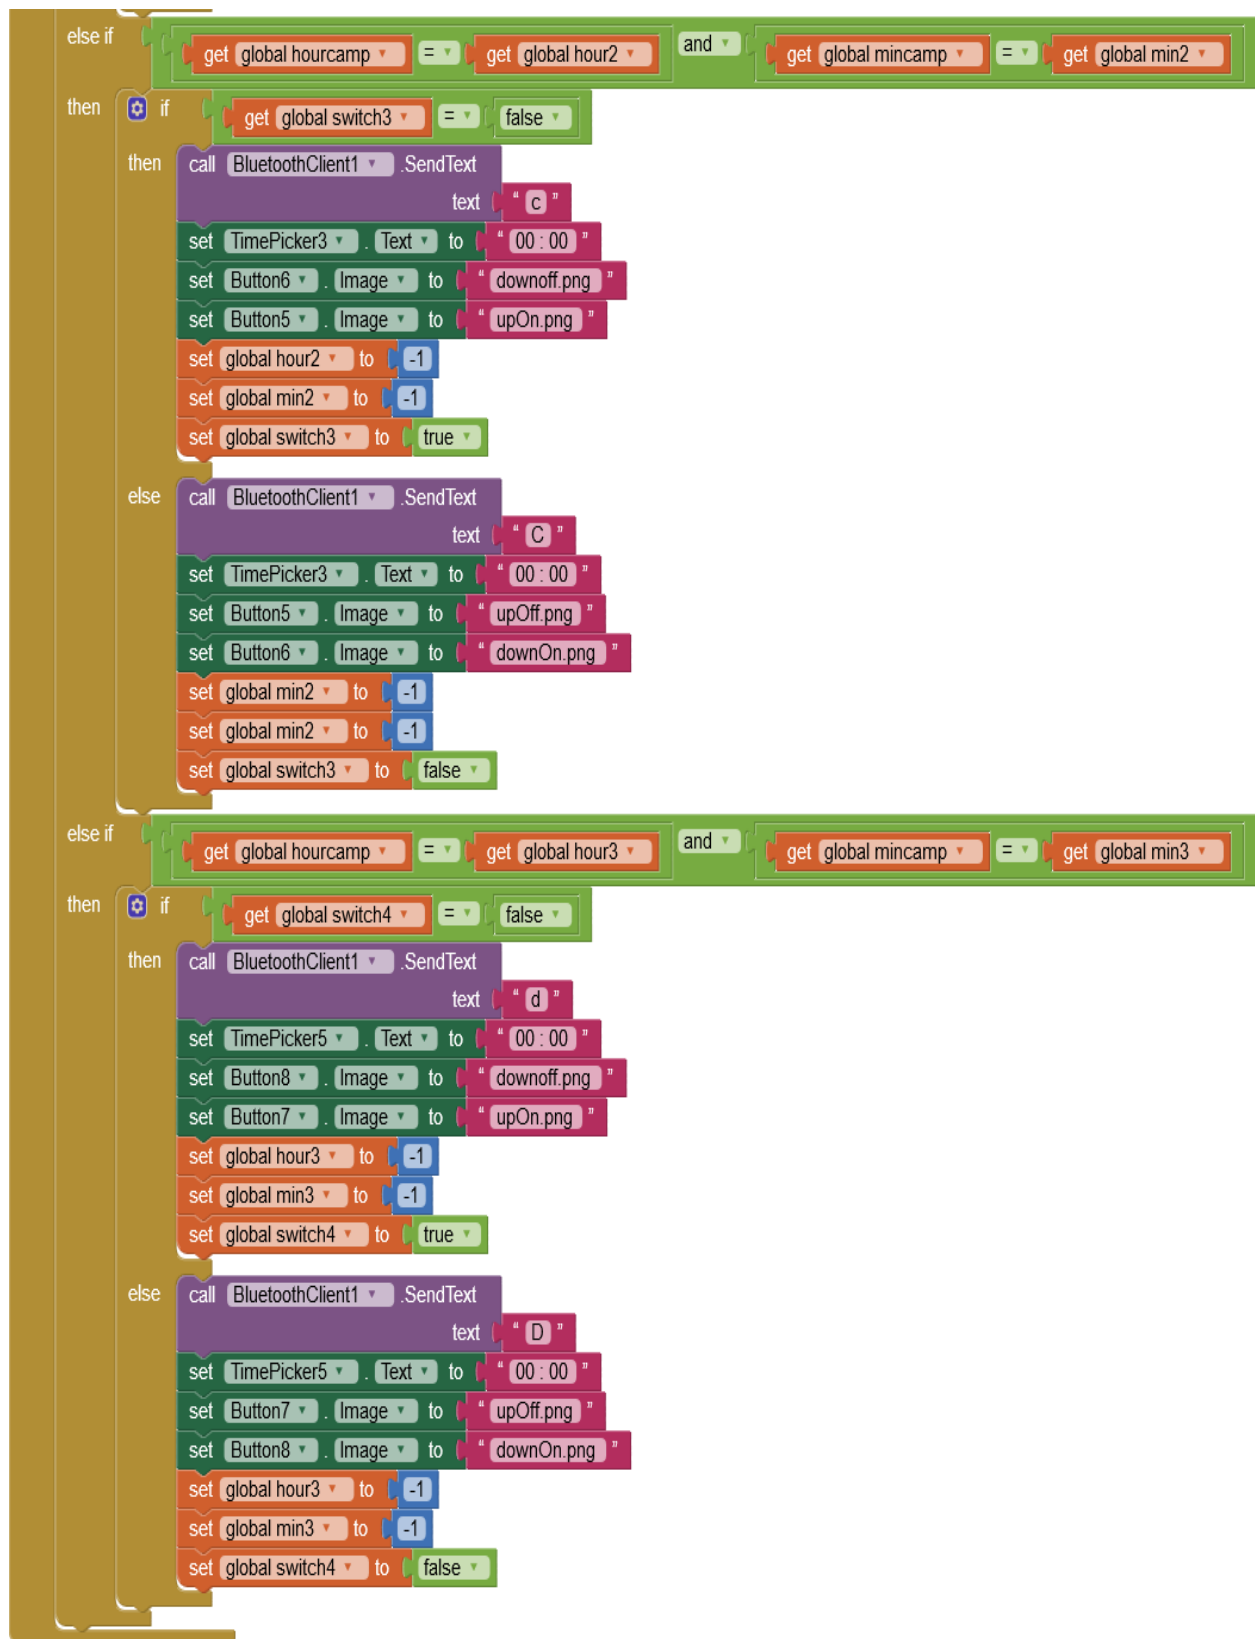 else if get global hourcamp = get global hour2 and get global mincamp = get global min2
then if get global switch3 = false
then call BluetoothClient1 .SendText
text " c "
set TimePicker3 . Text to " 00 : 00 "
set Button6 . Image to " downoff.png "
set Button5 . Image to " upOn.png "
set global hour2 to -1
set global min2 to -1
set global switch3 to true
else call BluetoothClient1 .SendText
text " C "
set TimePicker3 . Text to " 00 : 00 "
set Button5 . Image to " upOff.png "
set Button6 . Image to " downOn.png "
set global min2 to -1
set global min2 to -1
set global switch3 to false
else if get global hourcamp = get global hour3 and get global mincamp = get global min3
then if get global switch4 = false
then call BluetoothClient1 .SendText
text " d "
set TimePicker5 . Text to " 00 : 00 "
set Button8 . Image to " downoff.png "
set Button7 . Image to " upOn.png "
set global hour3 to -1
set global min3 to -1
set global switch4 to true
else call BluetoothClient1 .SendText
text " D "
set TimePicker5 . Text to " 00 : 00 "
set Button7 . Image to " upOff.png "
set Button8 . Image to " downOn.png "
set global hour3 to -1
set global min3 to -1
set global switch4 to false